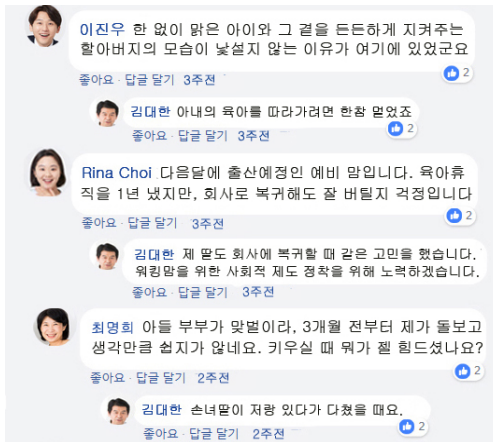 이진우 한 없이 맑은 아이와 그 곁을 든든하게 지켜주는
할아버지의 모습이 낯설지 않는 이유가 여기에 있었군요
2
좋아요 · 답글 달기 3주전
김대한 아내의 육아를 따라가려면 한참 멀었죠
2
좋아요 · 답글 달기 3주전
Rina Choi 다음달에 출산예정인 예비 맘입니다. 육아휴
직을 1년 냈지만, 회사로 복귀해도 잘 버틸지 걱정입니다
2
좋아요 · 답글 달기 3주전
김대한 제 딸도 회사에 복귀할 때 같은 고민을 했습니다.
워킹맘을 위한 사회적 제도 정착을 위해 노력하겠습니다.
좋아요 · 답글 달기 3주전
최명희 아들 부부가 맞벌이라, 3개월 전부터 제가 돌보고
생각만큼 쉽지가 않네요. 키우실 때 뭐가 젤 힘드셨나요?
2
좋아요 · 답글 달기 2주전
김대한 손녀딸이 저랑 있다가 다쳤을 때요.
2
좋아요 · 답글 달기 2주전